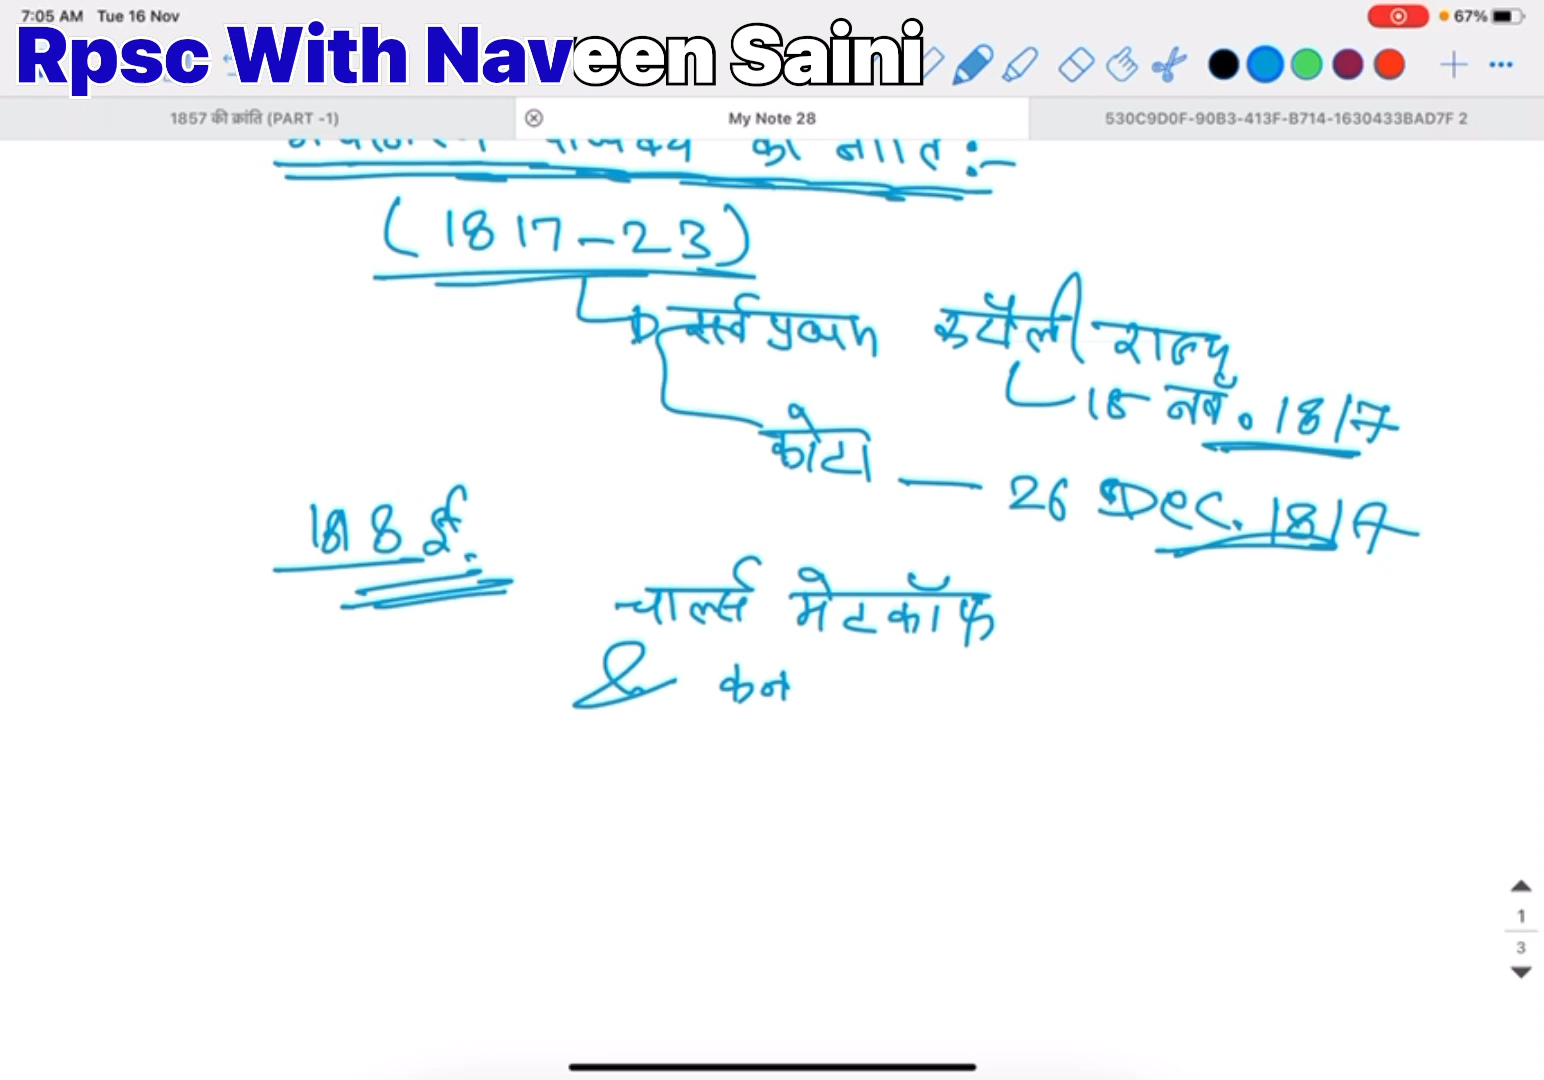 7:05 AM Tue 16 Nov
67%
Rpsc With Naveen Saini
1857 की क्रांति (PART -1)
My Note 28
530C9D0F-90B3-413F-B714-1630433BAD7F 2
की नीति :-
(1817-23)
सर्वप्रथम करौली राज्य
15 नव. 1817
कोटा — 26 Dec. 1817
1818 ई.
चार्ल्स मेटकॉफ
& कन
1
3